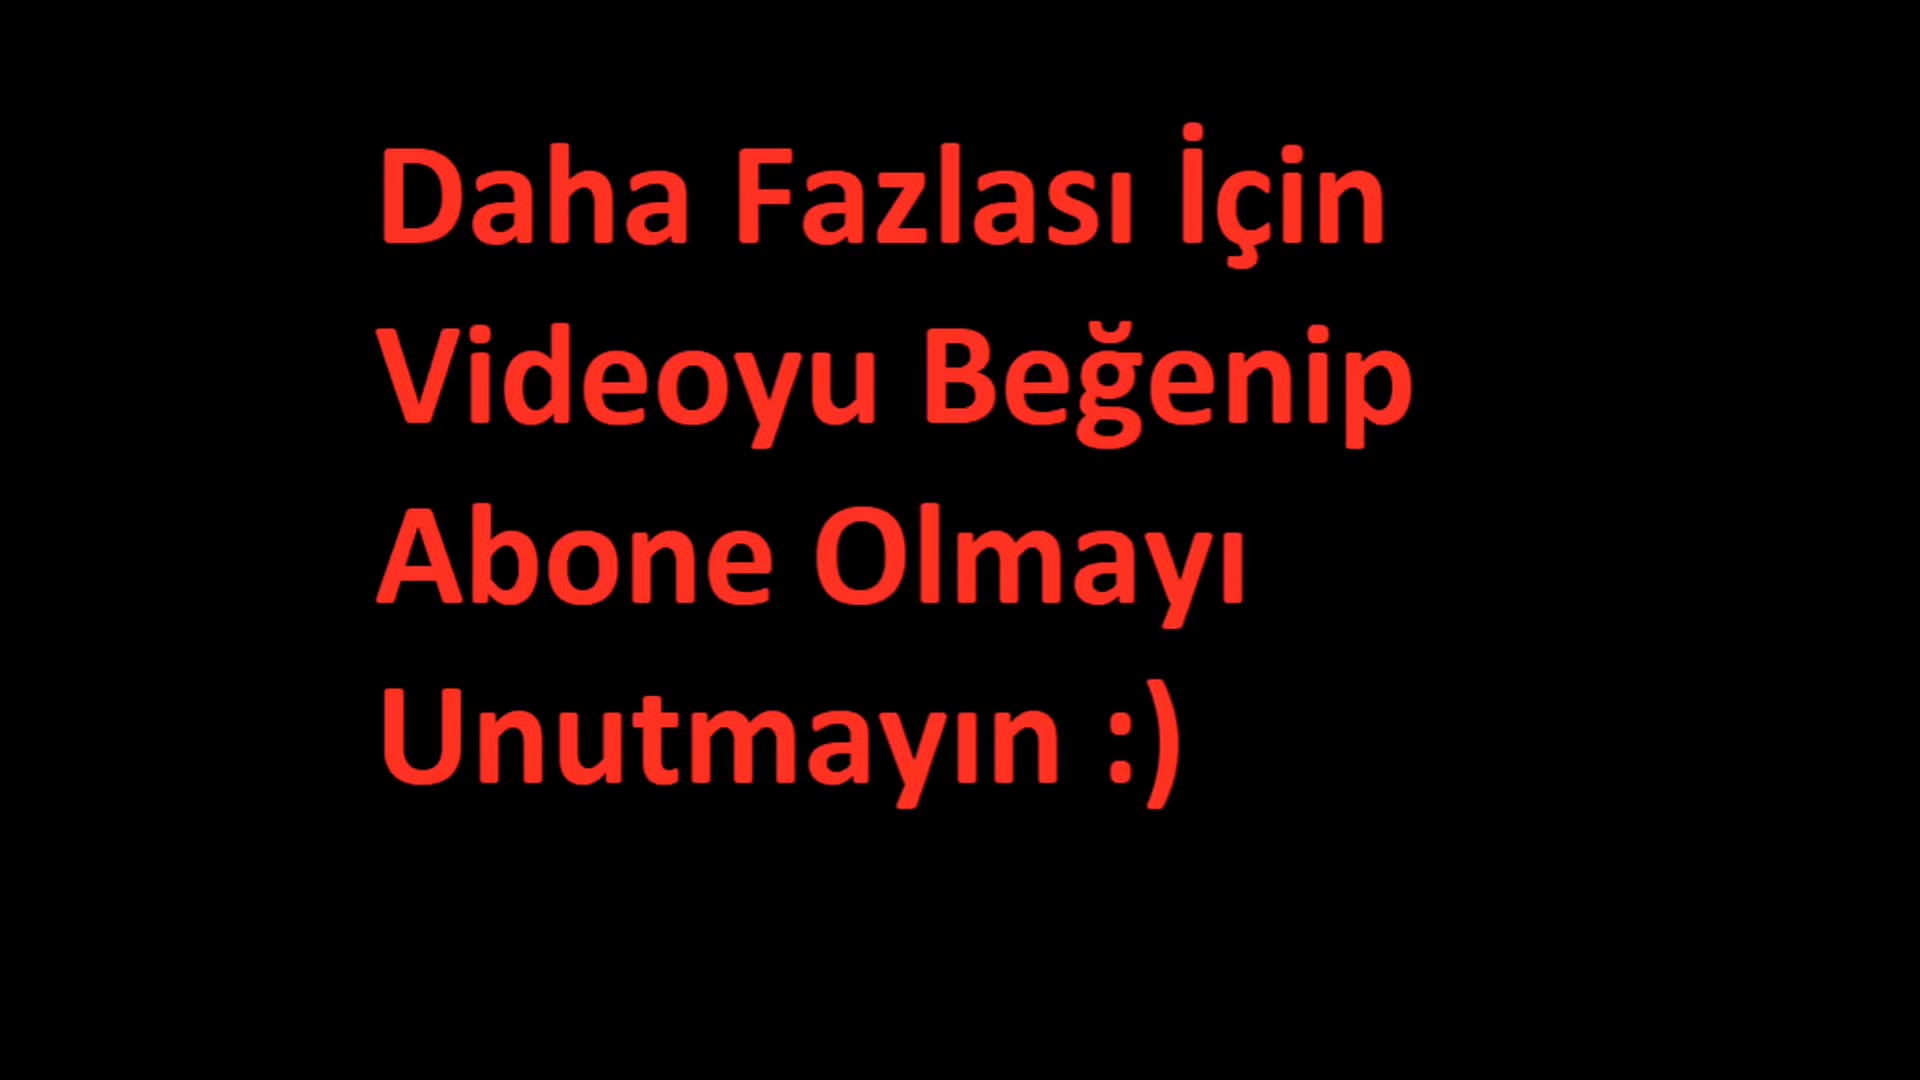 Daha Fazlası İçin
Videoyu Beğenip
Abone Olmayı
Unutmayın :)